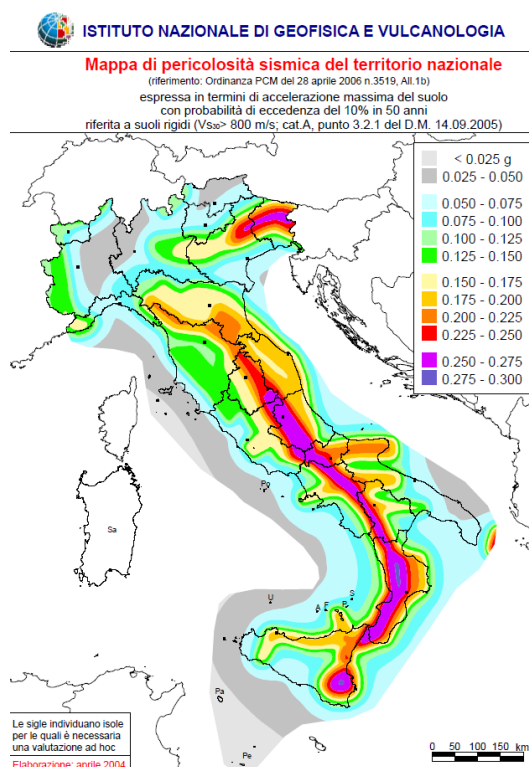 ISTITUTO NAZIONALE DI GEOFISICA E VULCANOLOGIA
Mappa di pericolosità sismica del territorio nazionale
(riferimento: Ordinanza PCM del 28 aprile 2006 n.3519, All.1b)
espressa in termini di accelerazione massima del suolo
con probabilità di eccedenza del 10% in 50 anni
riferita a suoli rigidi (Vs30> 800 m/s; cat.A, punto 3.2.1 del D.M. 14.09.2005)
< 0.025 g
0.025 - 0.050
0.050 - 0.075
0.075 - 0.100
0.100 - 0.125
0.125 - 0.150
0.150 - 0.175
0.175 - 0.200
0.200 - 0.225
0.225 - 0.250
0.250 - 0.275
0.275 - 0.300
Po
Sa
U
A
F
P
S
Pa
Pe
Le sigle individuano isole
per le quali è necessaria
una valutazione ad hoc
Elaborazione: aprile 2004
0 50 100 150 km